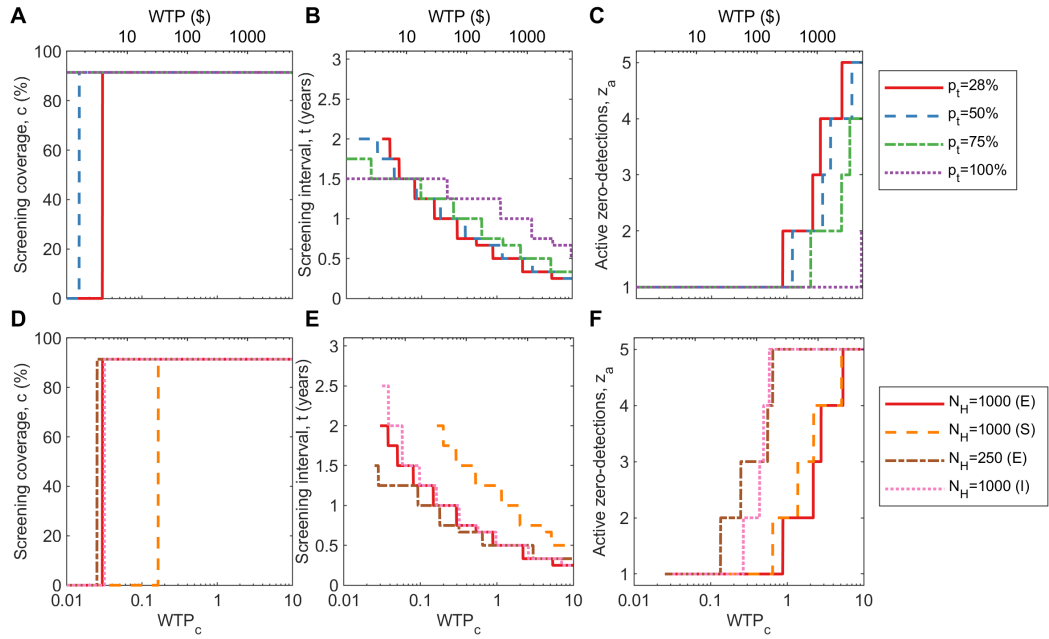 A
WTP ($)
10 100 1000
Screening coverage, c (%)
100
80
60
40
20
0
B
WTP ($)
10 100 1000
Screening interval, t (years)
3
2.5
2
1.5
1
0.5
0
C
WTP ($)
10 100 1000
Active zero-detections, z_a
5
4
3
2
1
p_t=28%
p_t=50%
p_t=75%
p_t=100%
D
Screening coverage, c (%)
100
80
60
40
20
0
0.01 0.1 1 10
WTP_c
E
Screening interval, t (years)
3
2.5
2
1.5
1
0.5
0
0.01 0.1 1 10
WTP_c
F
Active zero-detections, z_a
5
4
3
2
1
0.01 0.1 1 10
WTP_c
N_H=1000 (E)
N_H=1000 (S)
N_H=250 (E)
N_H=1000 (I)